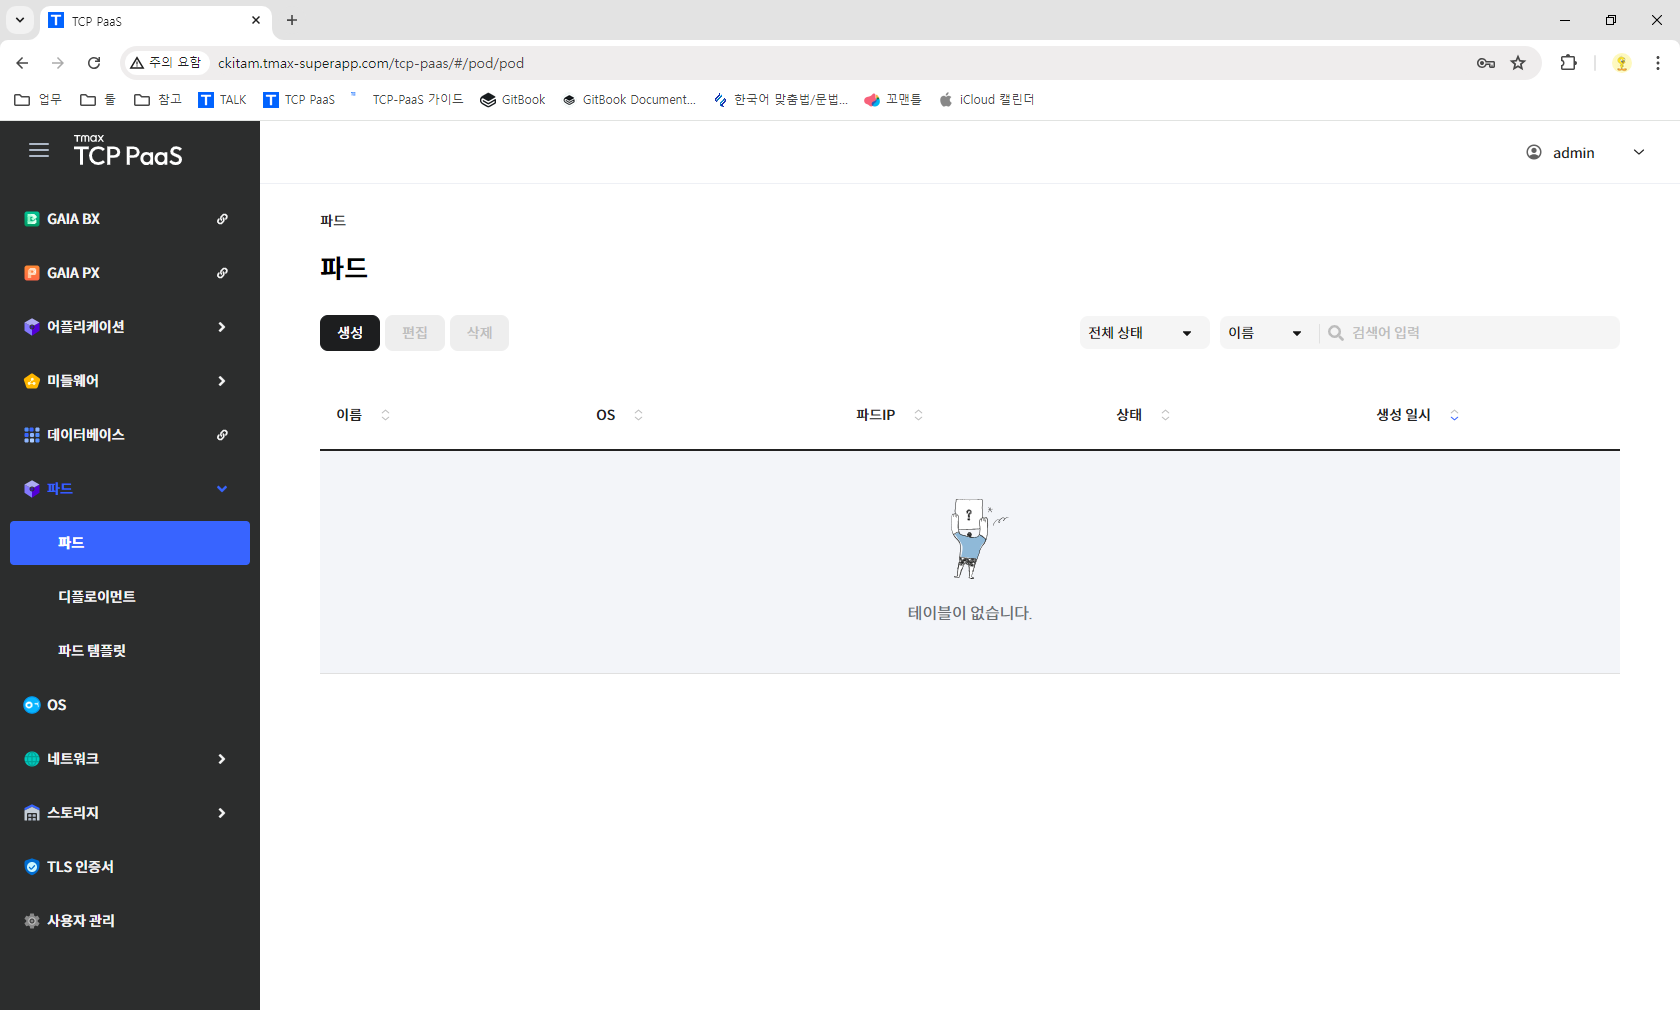 TCP PaaS
주의 요함
ckitam.tmax-superapp.com/tcp-paas/#/pod/pod
업무
툴
참고
TALK
TCP PaaS
TCP-PaaS 가이드
GitBook
GitBook Document...
한국어 맞춤법/문법...
꼬맨틀
iCloud 캘린더
Tmax
TCP PaaS
admin
GAIA BX
GAIA PX
어플리케이션
미들웨어
데이터베이스
파드
파드
디플로이먼트
파드 템플릿
OS
네트워크
스토리지
TLS 인증서
사용자 관리
파드
파드
생성 편집 삭제
전체 상태 이름 검색어 입력
이름 OS 파드IP 상태 생성 일시
?
테이블이 없습니다.